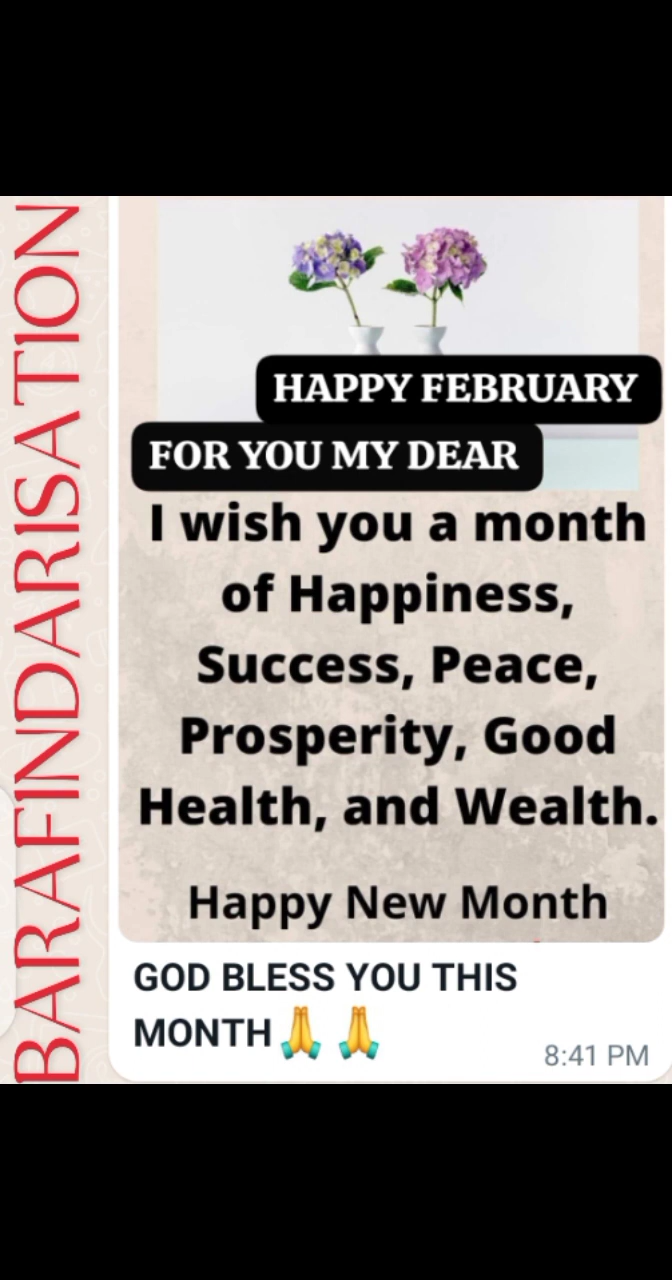 BARAFINDARISATION
HAPPY FEBRUARY
FOR YOU MY DEAR
I wish you a month
of Happiness,
Success, Peace,
Prosperity, Good
Health, and Wealth.
Happy New Month
GOD BLESS YOU THIS
MONTH🙏 🙏
8:41 PM